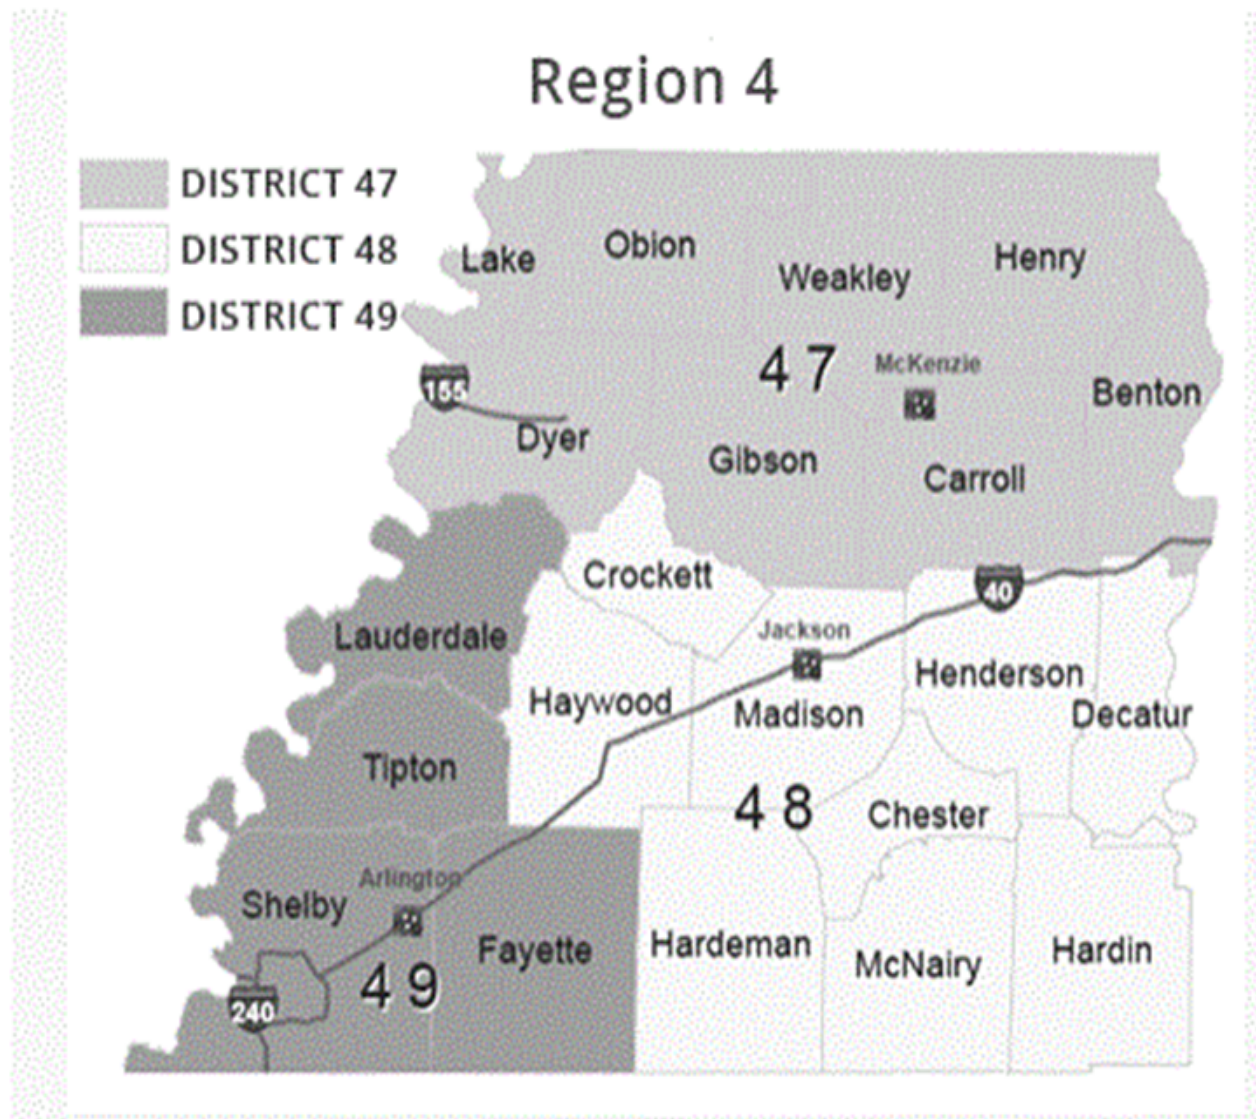 Region 4
DISTRICT 47
DISTRICT 48
DISTRICT 49
Lake
Obion
Weakley
Henry
47
McKenzie
155
Benton
Dyer
Gibson
Carroll
Crockett
40
Jackson
Lauderdale
Henderson
Haywood
Madison
Decatur
Tipton
48
Chester
Arlington
Shelby
Fayette
Hardeman
McNairy
Hardin
49
240